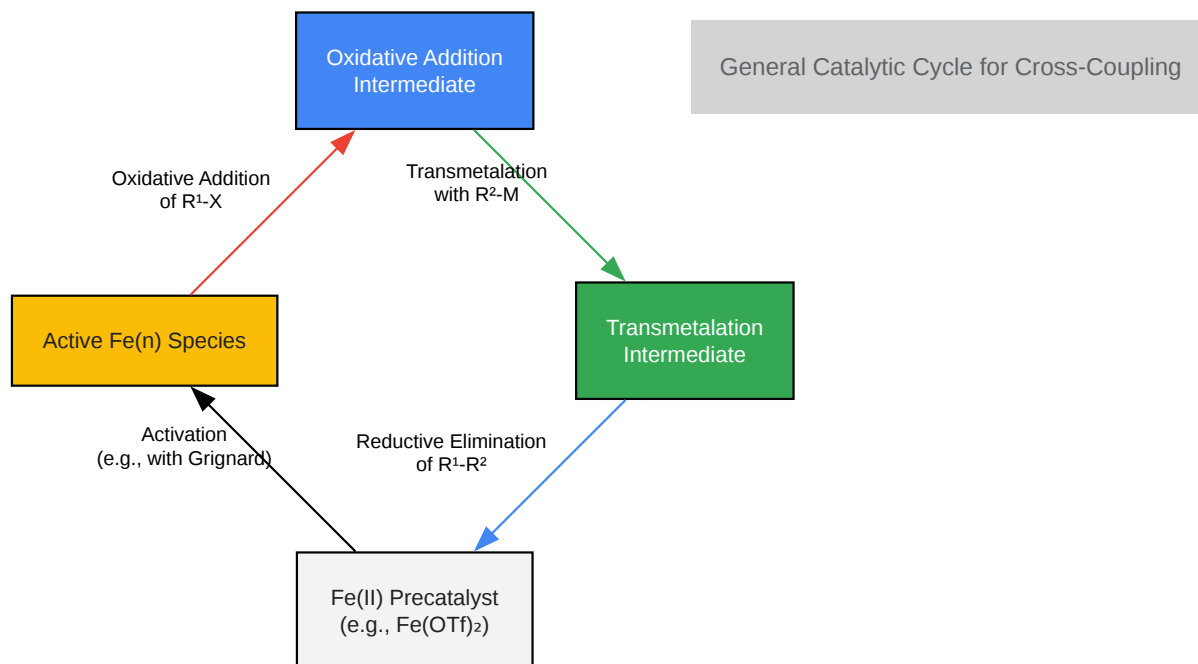 Oxidative Addition
Intermediate
General Catalytic Cycle for Cross-Coupling
Oxidative Addition
of R¹-X
Transmetalation
with R²-M
Active Fe(n) Species
Transmetalation
Intermediate
Activation
(e.g., with Grignard)
Reductive Elimination
of R¹-R²
Fe(II) Precatalyst
(e.g., Fe(OTf)₂)